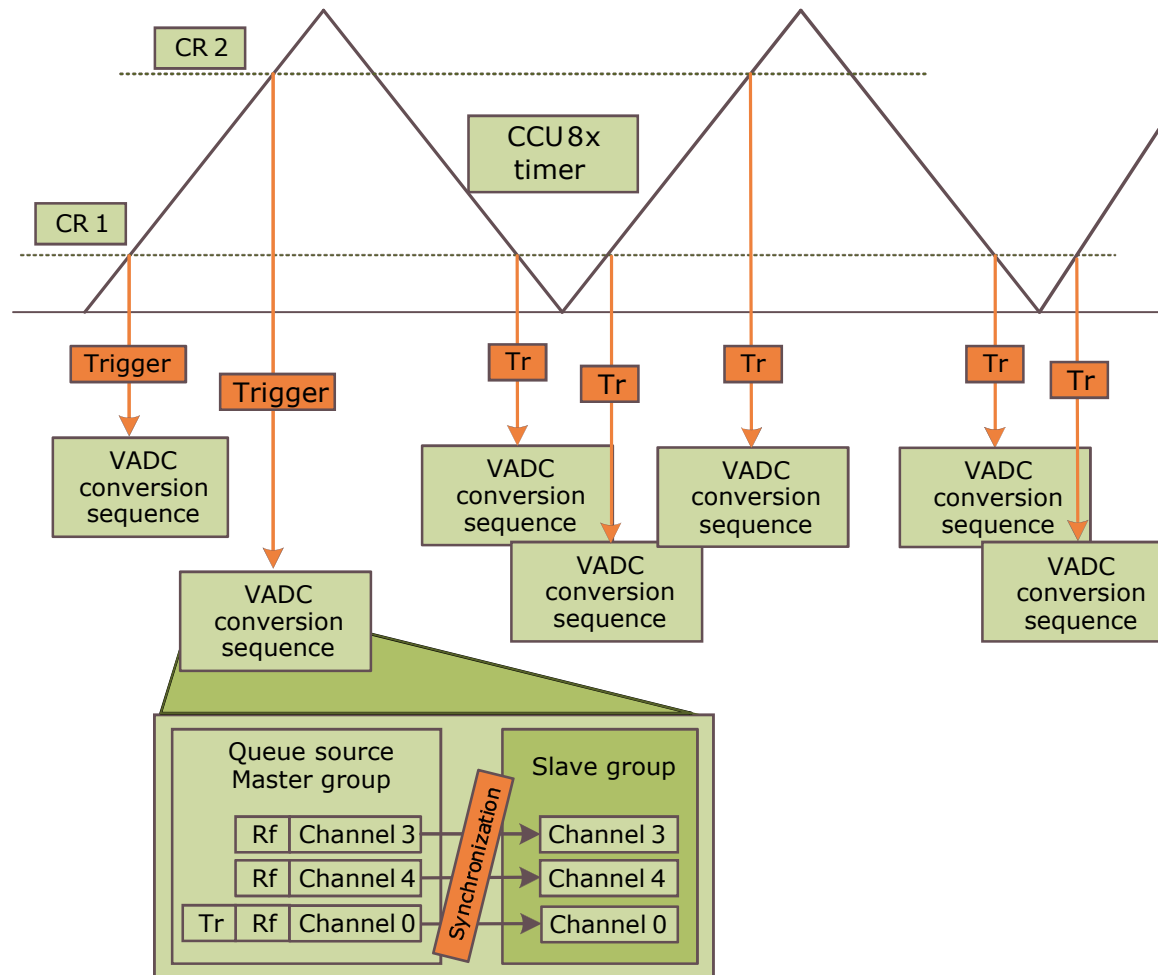 CR 2
CCU 8x
timer
CR 1
Trigger
Trigger
Tr
Tr
Tr
Tr
Tr
VADC
conversion
sequence
VADC
conversion
sequence
VADC
conversion
sequence
VADC
conversion
sequence
VADC
conversion
sequence
VADC
conversion
sequence
VADC
conversion
sequence
Queue source
Master group
Slave group
Synchronization
Rf Channel 3
Channel 3
Rf Channel 4
Channel 4
Tr Rf Channel 0
Channel 0